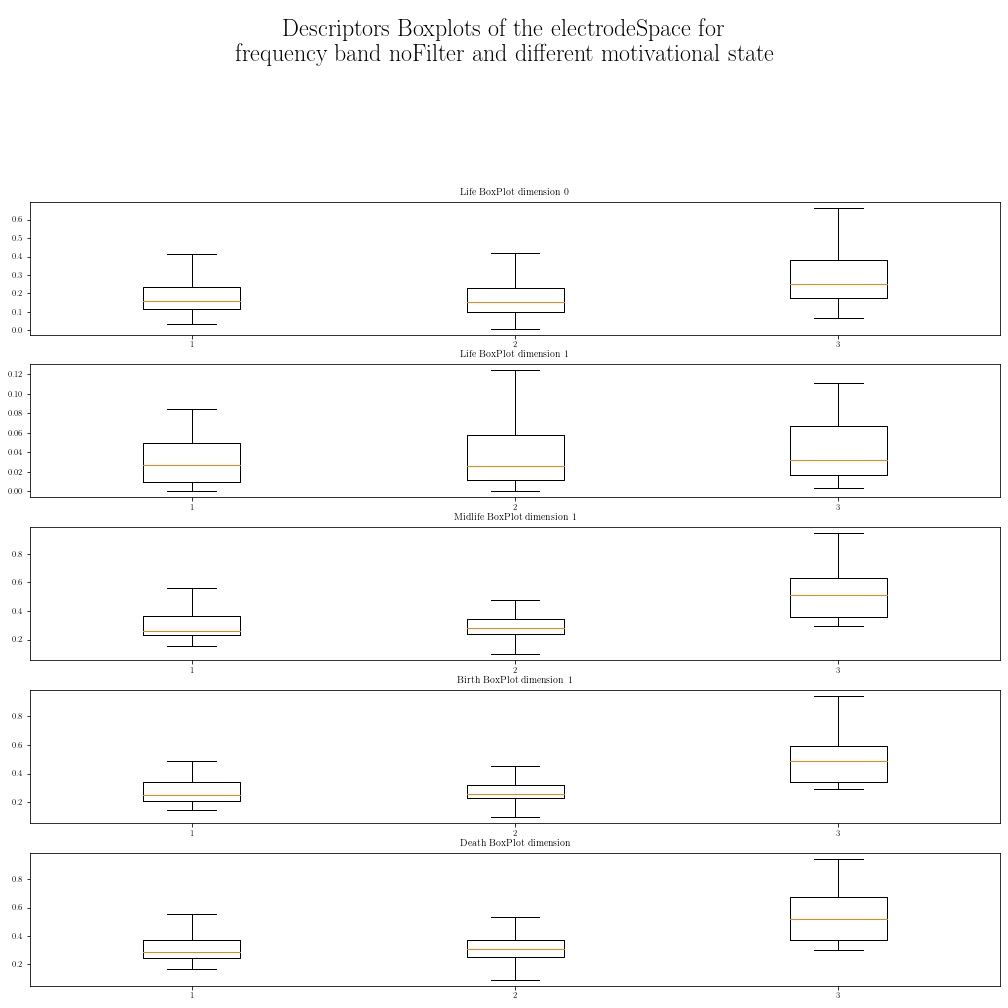 Descriptors Boxplots of the electrodeSpace for
frequency band noFilter and different motivational state
Life BoxPlot dimension 0
0.6
0.5
0.4
0.3
0.2
0.1
0.0
1 2 3
Life BoxPlot dimension 1
0.12
0.10
0.08
0.06
0.04
0.02
0.00
1 2 3
Midlife BoxPlot dimension 1
0.8
0.6
0.4
0.2
1 2 3
Birth BoxPlot dimension 1
0.8
0.6
0.4
0.2
1 2 3
Death BoxPlot dimension
0.8
0.6
0.4
0.2
1 2 3